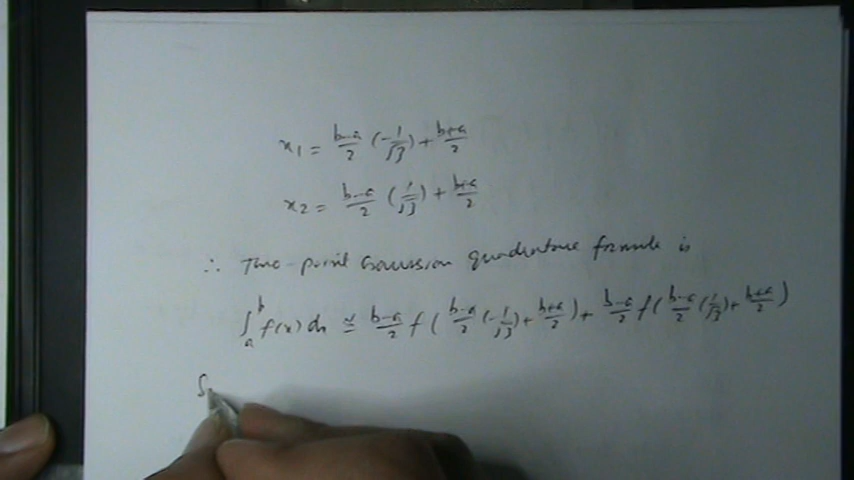 x₁ = (b-a)/2 (-1/√3) + (b+a)/2
x₂ = (b-a)/2 (1/√3) + (b+a)/2
∴ Two-point Gaussian quadrature formula is
∫ₐᵇ f(x) dx ≅ (b-a)/2 f( (b-a)/2 (-1/√3) + (b+a)/2 ) + (b-a)/2 f( (b-a)/2 (1/√3) + (b+a)/2 )